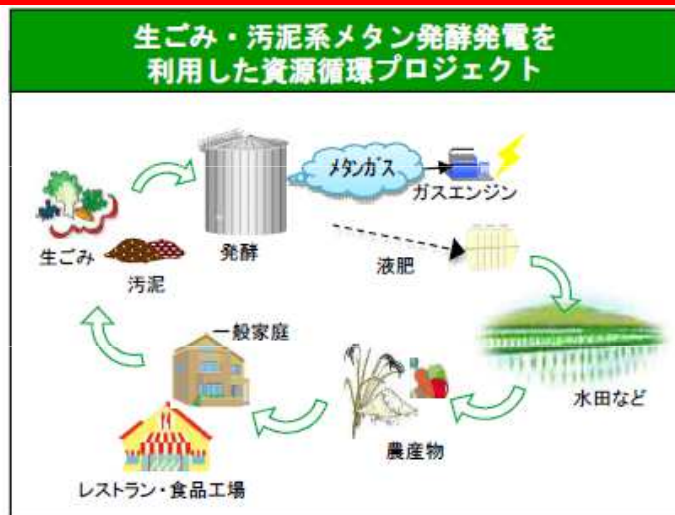 生ごみ・汚泥系メタン発酵発電を
利用した資源循環プロジェクト
メタンガス
ガスエンジン
生ごみ
汚泥
発酵
液肥
一般家庭
水田など
農産物
レストラン・食品工場